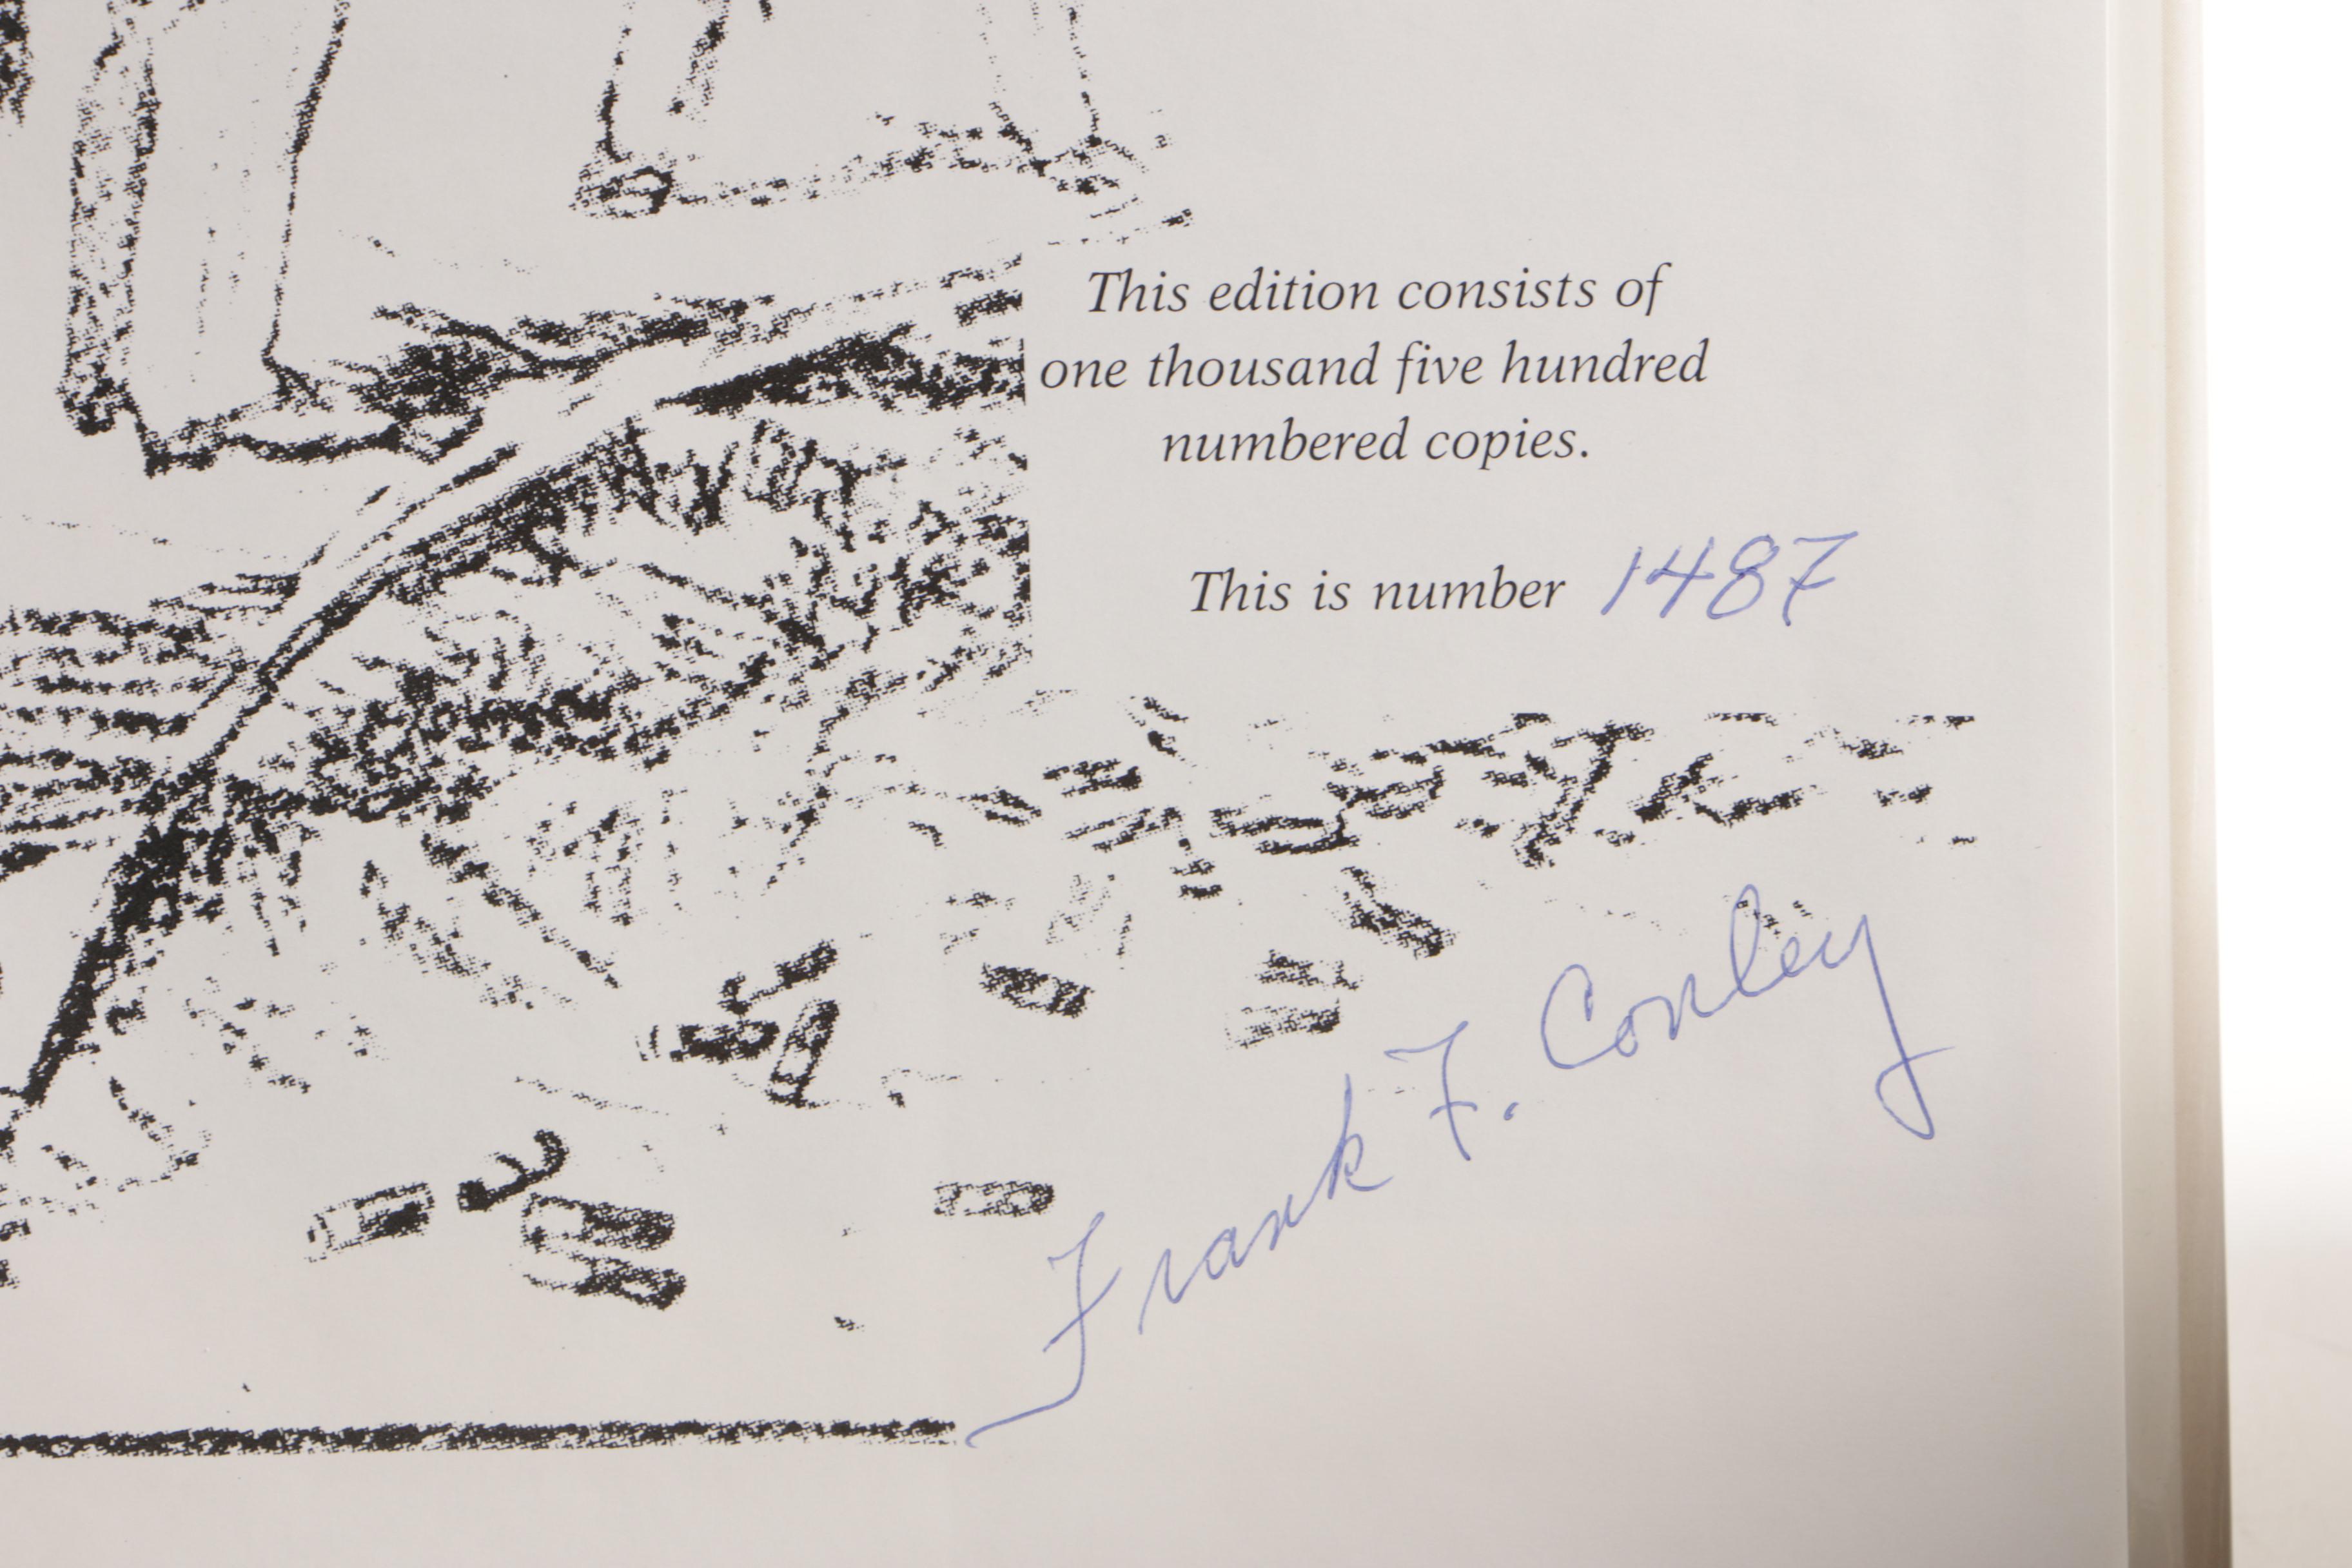 This edition consists of
one thousand five hundred
numbered copies.
This is number 1487
Frank F. Conley